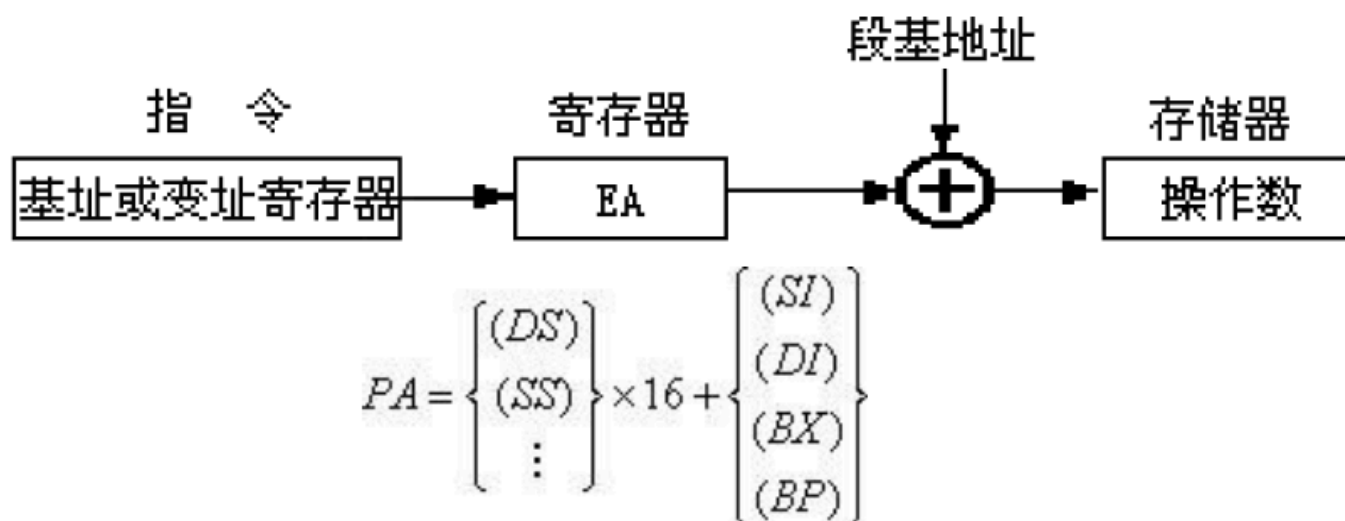 段基地址
指 令 寄存器 存储器
基址或变址寄存器 EA 操作数
(SI)
(DS) (DI)
PA= (SS) ×16+ (BX)
⋮ (BP)